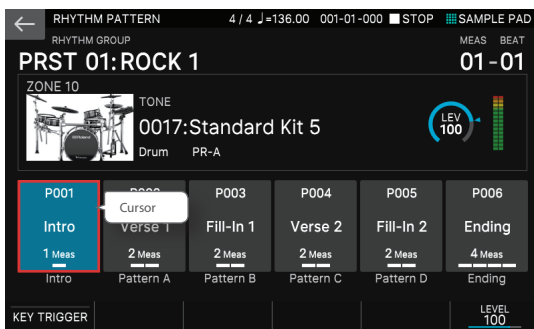 RHYTHM PATTERN 4 / 4 ♩=136.00 001-01-000 STOP SAMPLE PAD
RHYTHM GROUP MEAS BEAT
PRST 01:ROCK 1 01-01
ZONE 10
TONE
0017:Standard Kit 5
Drum PR-A
LEV
100
P001 P002 P003 P004 P005 P006
Cursor
Intro Verse 1 Fill-In 1 Verse 2 Fill-In 2 Ending
1 Meas 2 Meas 2 Meas 2 Meas 2 Meas 4 Meas
Intro Pattern A Pattern B Pattern C Pattern D Ending
KEY TRIGGER LEVEL
100